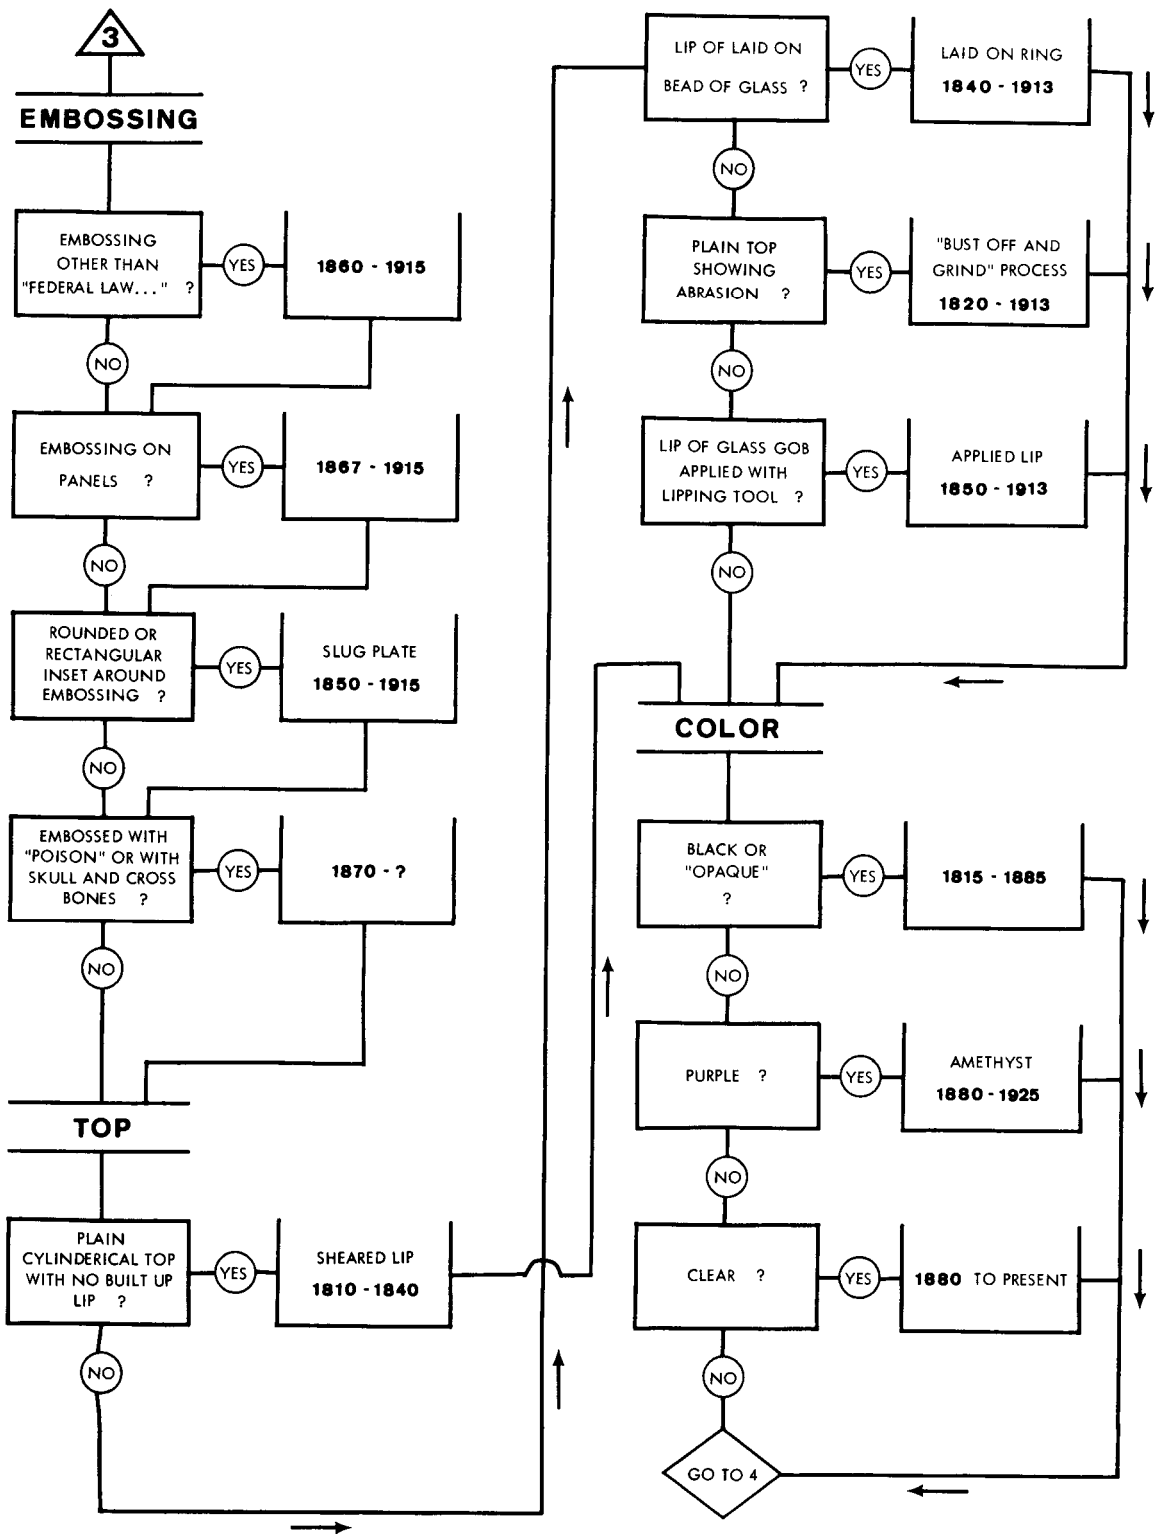 3
EMBOSSING
EMBOSSING
OTHER THAN
"FEDERAL LAW..." ?
YES
1860 - 1915
NO
EMBOSSING ON
PANELS ?
YES
1867 - 1915
NO
ROUNDED OR
RECTANGULAR
INSET AROUND
EMBOSSING ?
YES
SLUG PLATE
1850 - 1915
NO
EMBOSSED WITH
"POISON" OR WITH
SKULL AND CROSS
BONES ?
YES
1870 - ?
NO
TOP
PLAIN
CYLINDERICAL TOP
WITH NO BUILT UP
LIP ?
YES
SHEARED LIP
1810 - 1840
NO
LIP OF LAID ON
BEAD OF GLASS ?
YES
LAID ON RING
1840 - 1913
NO
PLAIN TOP
SHOWING
ABRASION ?
YES
"BUST OFF AND
GRIND" PROCESS
1820 - 1913
NO
LIP OF GLASS GOB
APPLIED WITH
LIPPING TOOL ?
YES
APPLIED LIP
1850 - 1913
NO
COLOR
BLACK OR
"OPAQUE"
?
YES
1815 - 1885
NO
PURPLE ?
YES
AMETHYST
1880 - 1925
NO
CLEAR ?
YES
1880 TO PRESENT
NO
GO TO 4